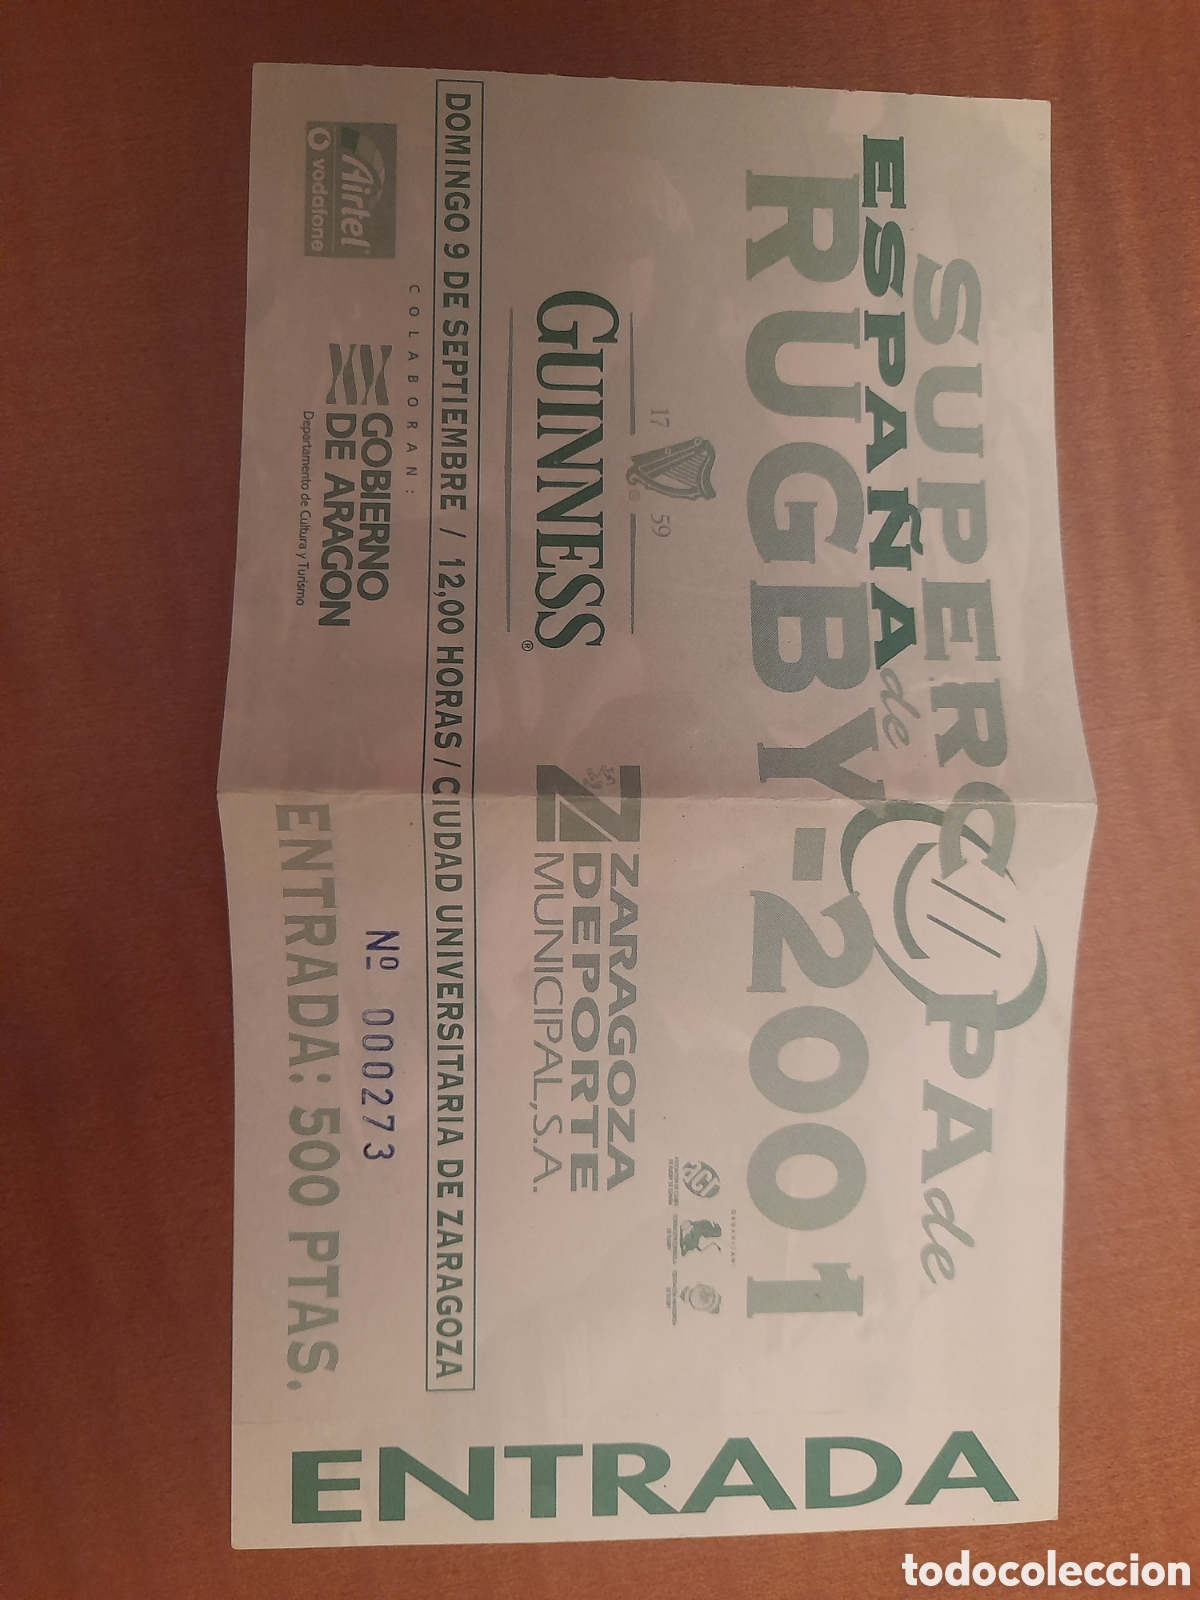 SUPERCOPA de
ESPAÑA de
RUGBY-2001
ORGANIZAN
17 59
GUINNESS®
ZARAGOZA
DEPORTE
MUNICIPAL, S.A.
DOMINGO 9 DE SEPTIEMBRE / 12,00 HORAS / CIUDAD UNIVERSITARIA DE ZARAGOZA
COLABORAN:
Airtel
vodafone
GOBIERNO
DE ARAGON
Departamento de Cultura y Turismo
Nº 000273
ENTRADA: 500 PTAS.
ENTRADA
todocoleccion